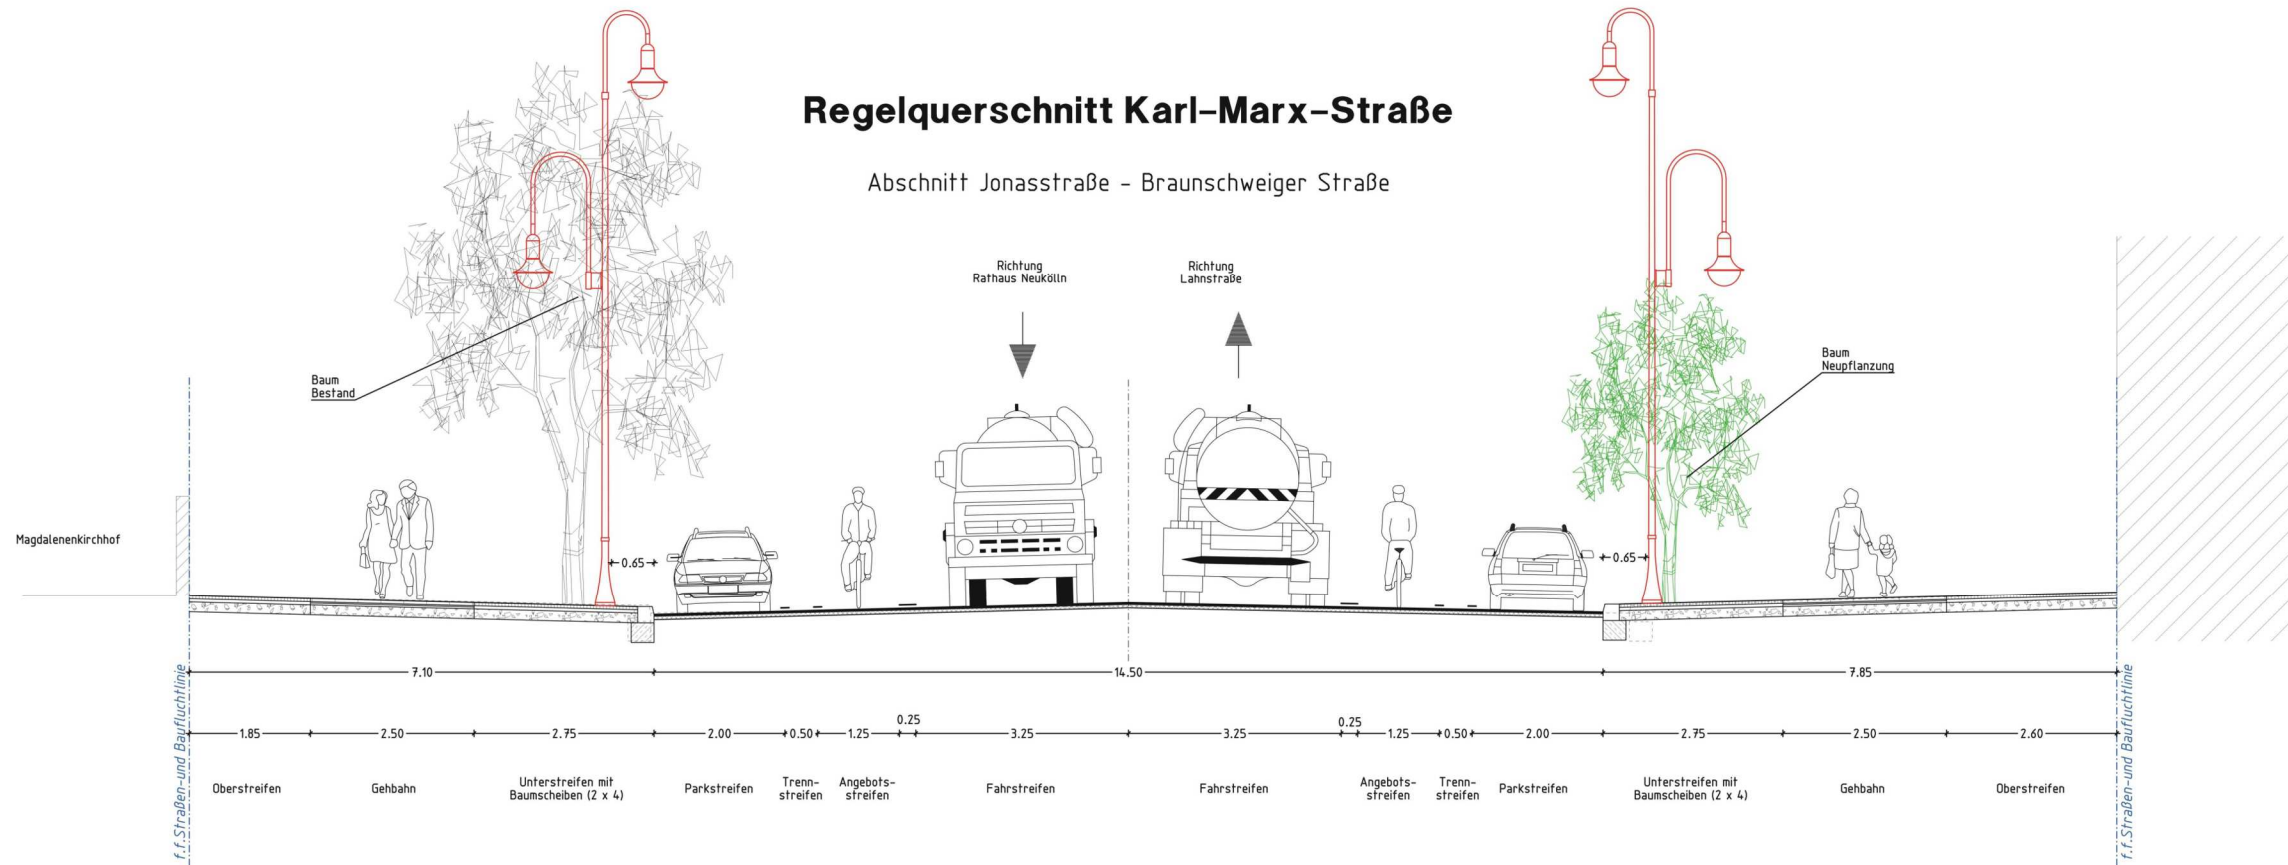 Regelquerschnitt Karl-Marx-Straße
Abschnitt Jonasstraße - Braunschweiger Straße
Richtung
Rathaus Neukölln
Richtung
Lahnstraße
Baum
Bestand
Baum
Neupflanzung
Magdalenenkirchhof
0.65
0.65
f.f.Straßen-und Baufluchtlinie
f.f.Straßen-und Baufluchtlinie
7.10 14.50 7.85
0.25 0.25
1.85 2.50 2.75 2.00 0.50 1.25 3.25 3.25 1.25 0.50 2.00 2.75 2.50 2.60
Oberstreifen
Gehbahn
Unterstreifen mit
Baumscheiben (2 x 4)
Parkstreifen
Trenn-
streifen
Angebots-
streifen
Fahrstreifen
Fahrstreifen
Angebots-
streifen
Trenn-
streifen
Parkstreifen
Unterstreifen mit
Baumscheiben (2 x 4)
Gehbahn
Oberstreifen